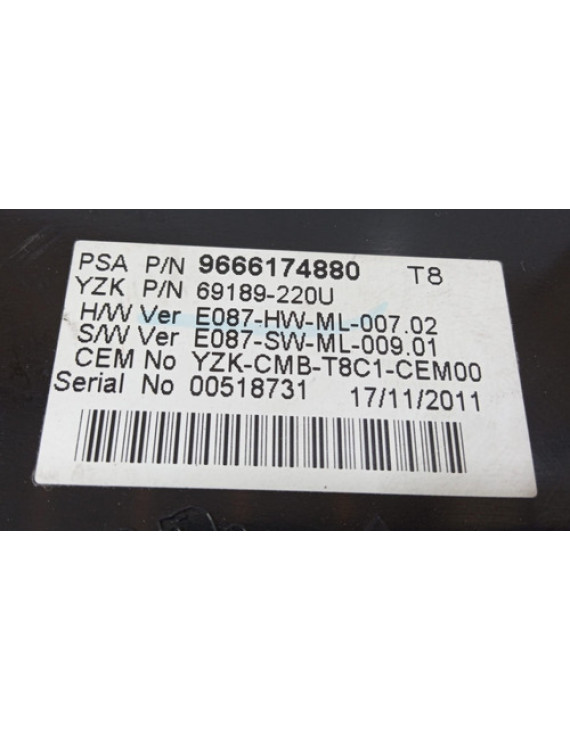 PSA P/N 9666174880 T8
YZK P/N 69189-220U
H/W Ver E087-HW-ML-007.02
S/W Ver E087-SW-ML-009.01
CEM No YZK-CMB-T8C1-CEM00
Serial No 00518731 17/11/2011